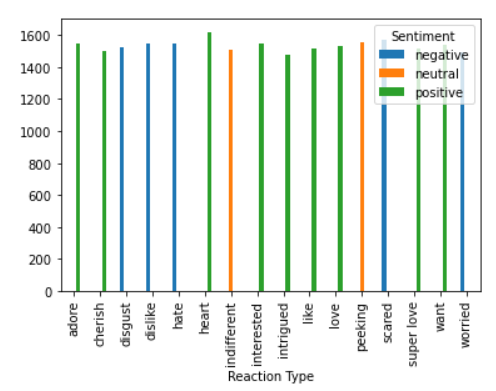 1600
1400
1200
1000
800
600
400
200
0
Sentiment
negative
neutral
positive
adore
cherish
disgust
dislike
hate
heart
indifferent
interested
intrigued
like
love
peeking
scared
super love
want
worried
Reaction Type